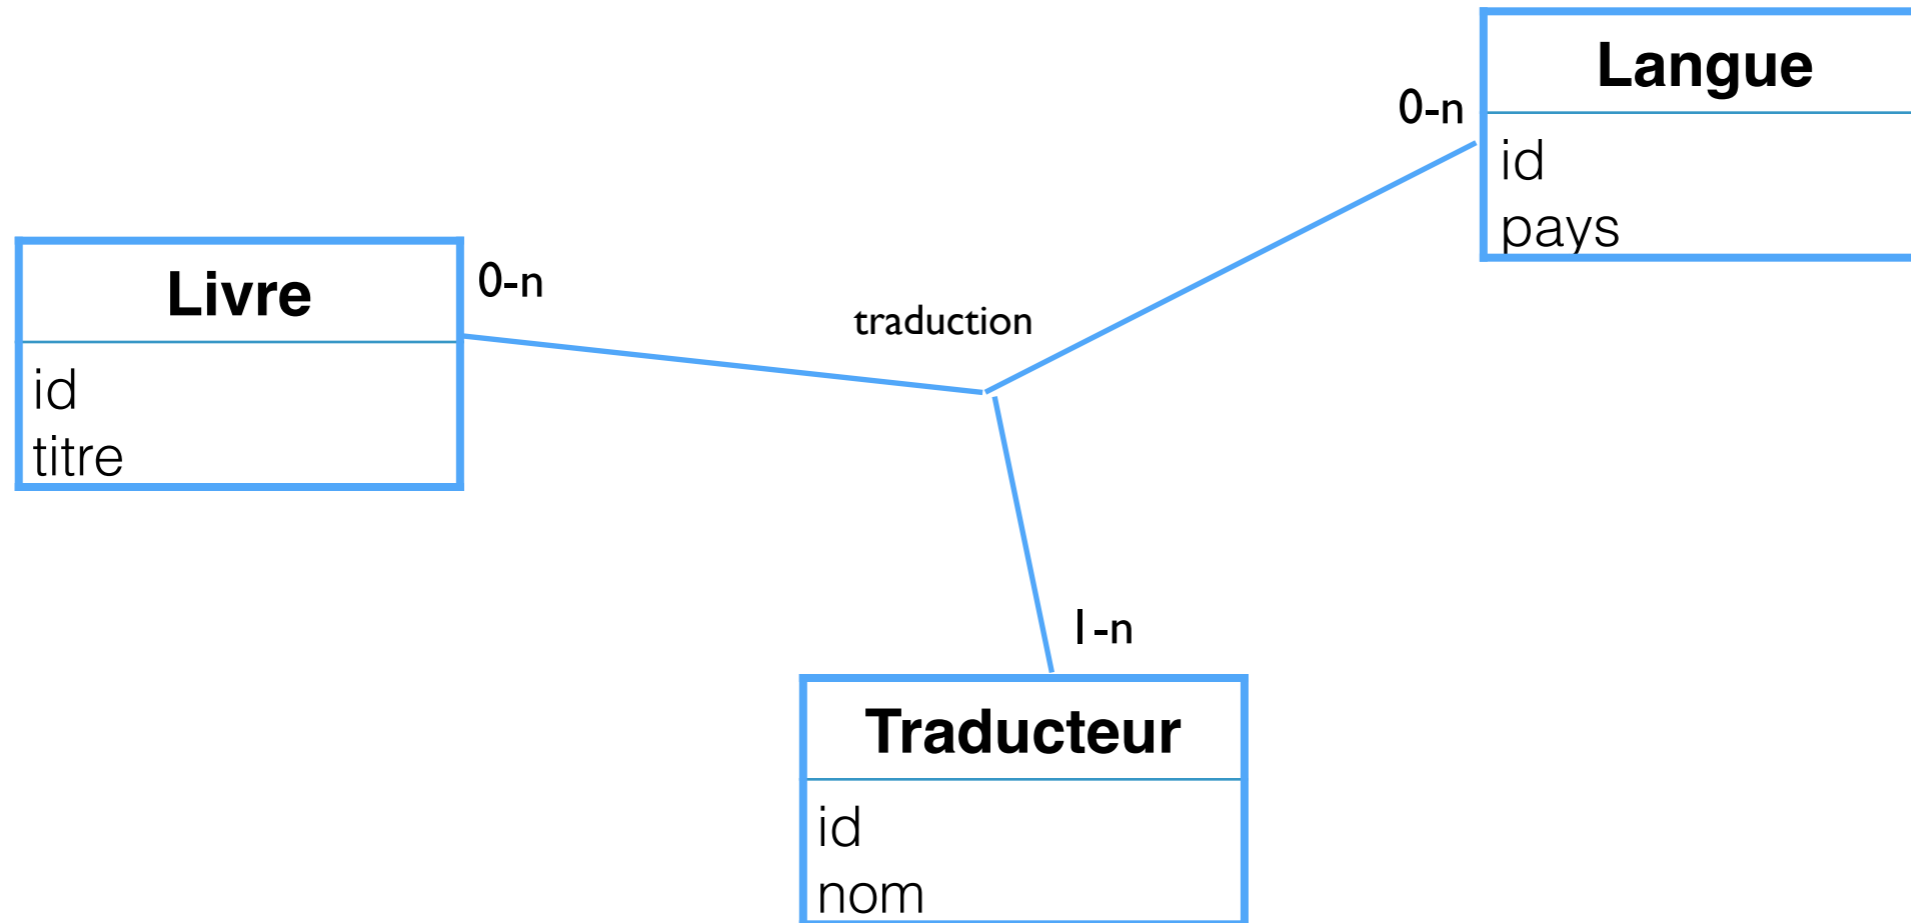 Langue
0-n
id
pays
Livre
0-n
id
titre
traduction
1-n
Traducteur
id
nom